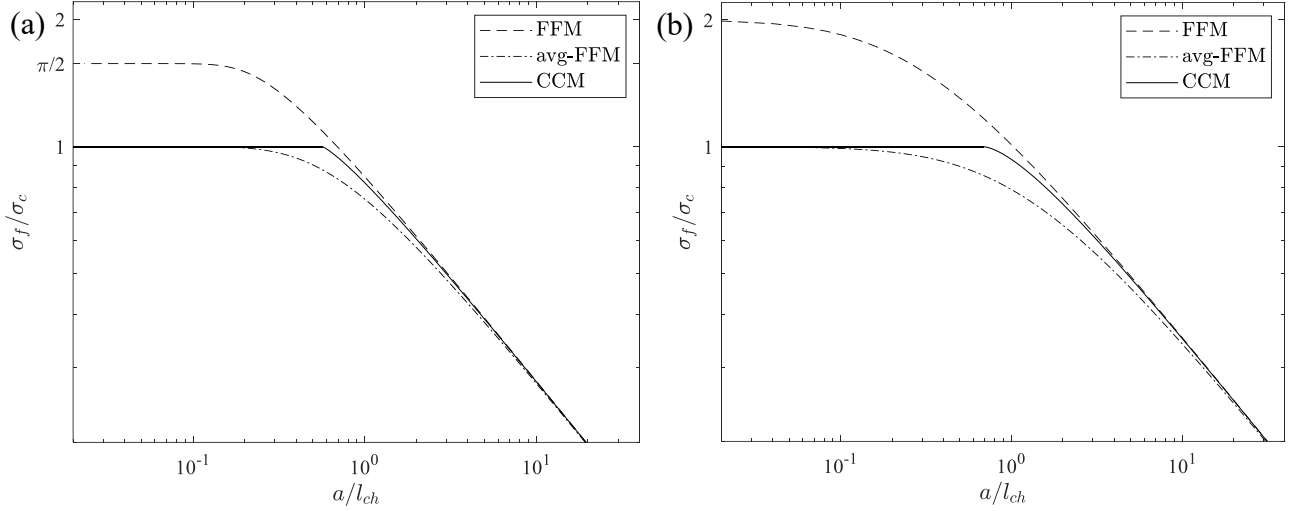 (a)
2
π/2
1
σ_f/σ_c
FFM
avg-FFM
CCM
10^-1
10^0
10^1
a/l_ch
(b)
2
1
σ_f/σ_c
FFM
avg-FFM
CCM
10^-1
10^0
10^1
a/l_ch